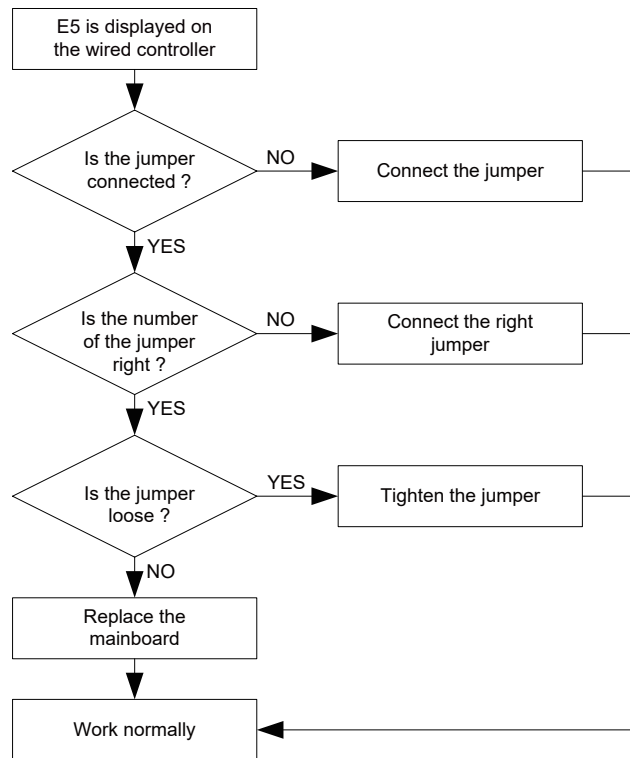 E5 is displayed on
the wired controller
Is the jumper
connected ?
NO
Connect the jumper
YES
Is the number
of the jumper
right ?
NO
Connect the right
jumper
YES
Is the jumper
loose ?
YES
Tighten the jumper
NO
Replace the
mainboard
Work normally